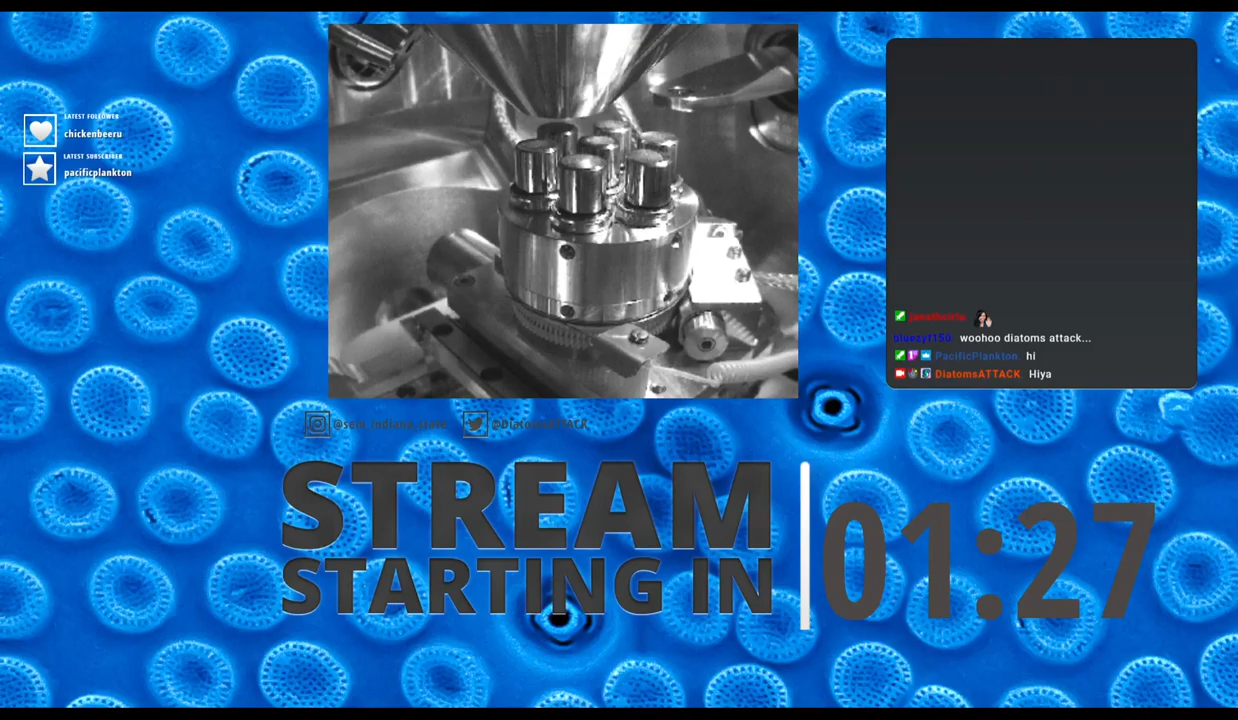 LATEST FOLLOWER
chickenbeeru
LATEST SUBSCRIBER
pacificplankton
woohoo diatoms attack...
PacificPlankton hi
DiatomsATTACK Hiya
@sem_indiana_state @DiatomsATTACK
STREAM
STARTING IN
01:27